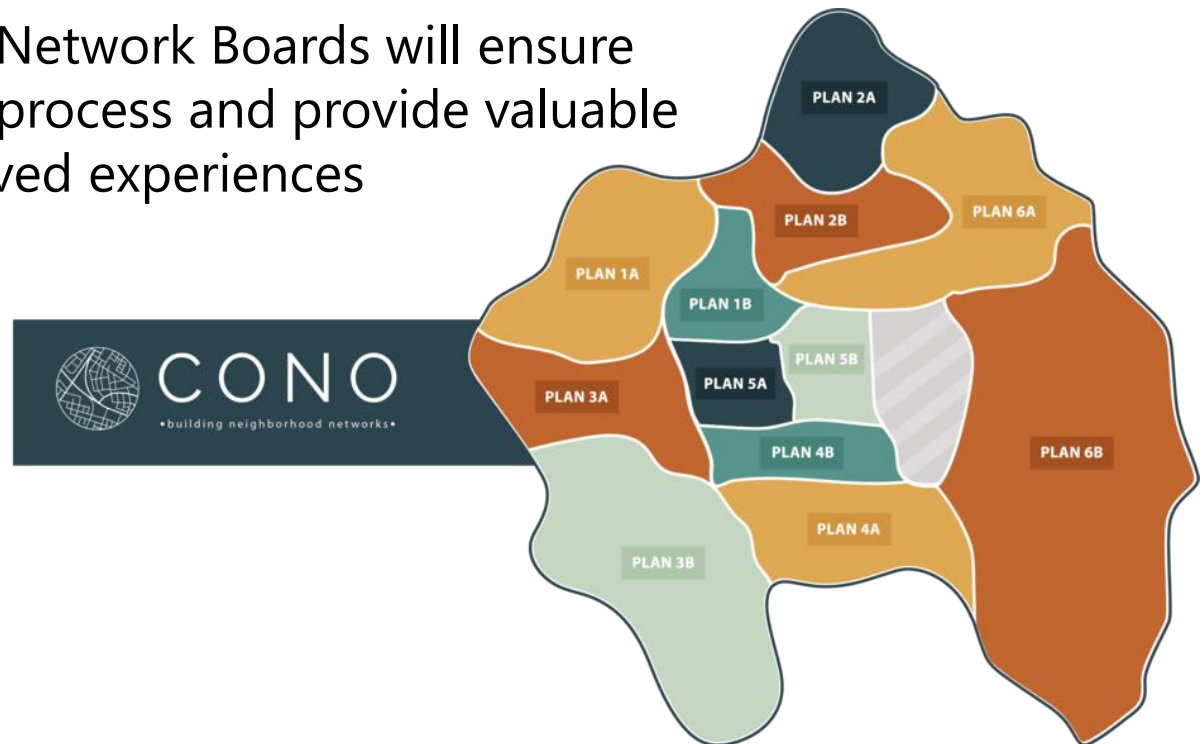 Network Boards will ensure
process and provide valuable
ved experiences
PLAN 2A
PLAN 6A
PLAN 2B
PLAN 1A
PLAN 1B
PLAN 5B
CONO
•building neighborhood networks•
PLAN 5A
PLAN 3A
PLAN 4B
PLAN 6B
PLAN 4A
PLAN 3B